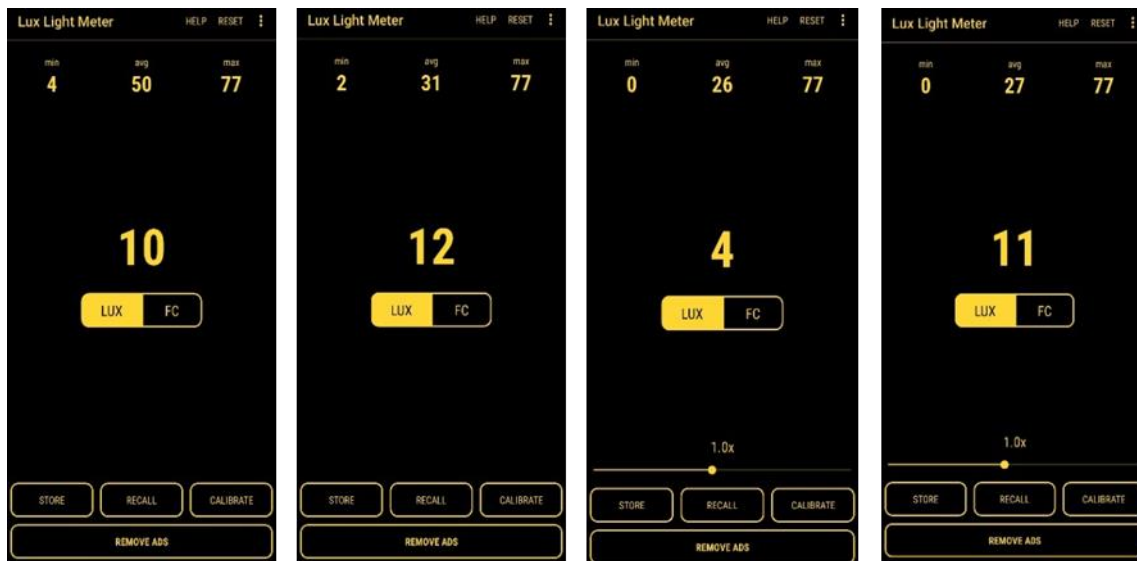 Lux Light Meter HELP RESET
min avg max
4 50 77
10
LUX FC
STORE RECALL CALIBRATE
REMOVE ADS
Lux Light Meter HELP RESET
min avg max
2 31 77
12
LUX FC
STORE RECALL CALIBRATE
REMOVE ADS
Lux Light Meter HELP RESET
min avg max
0 26 77
4
LUX FC
1.0x
STORE RECALL CALIBRATE
REMOVE ADS
Lux Light Meter HELP RESET
min avg max
0 27 77
11
LUX FC
1.0x
STORE RECALL CALIBRATE
REMOVE ADS